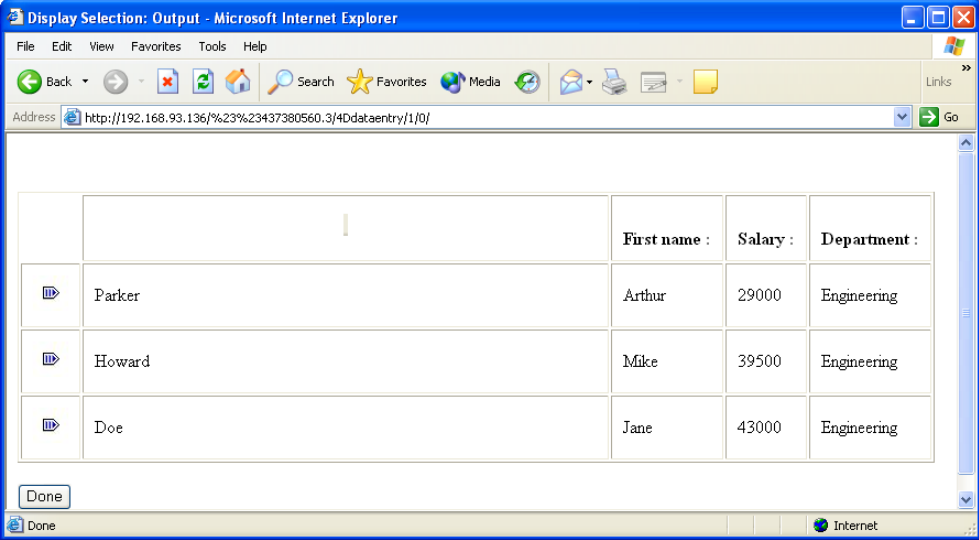 Display Selection: Output - Microsoft Internet Explorer
File Edit View Favorites Tools Help
Back Search Favorites Media Links
Address http://192.168.93.136/%23%23437380560.3/4Ddataentry/1/0/ Go
First name : Salary : Department :
Parker Arthur 29000 Engineering
Howard Mike 39500 Engineering
Doe Jane 43000 Engineering
Done
Done Internet